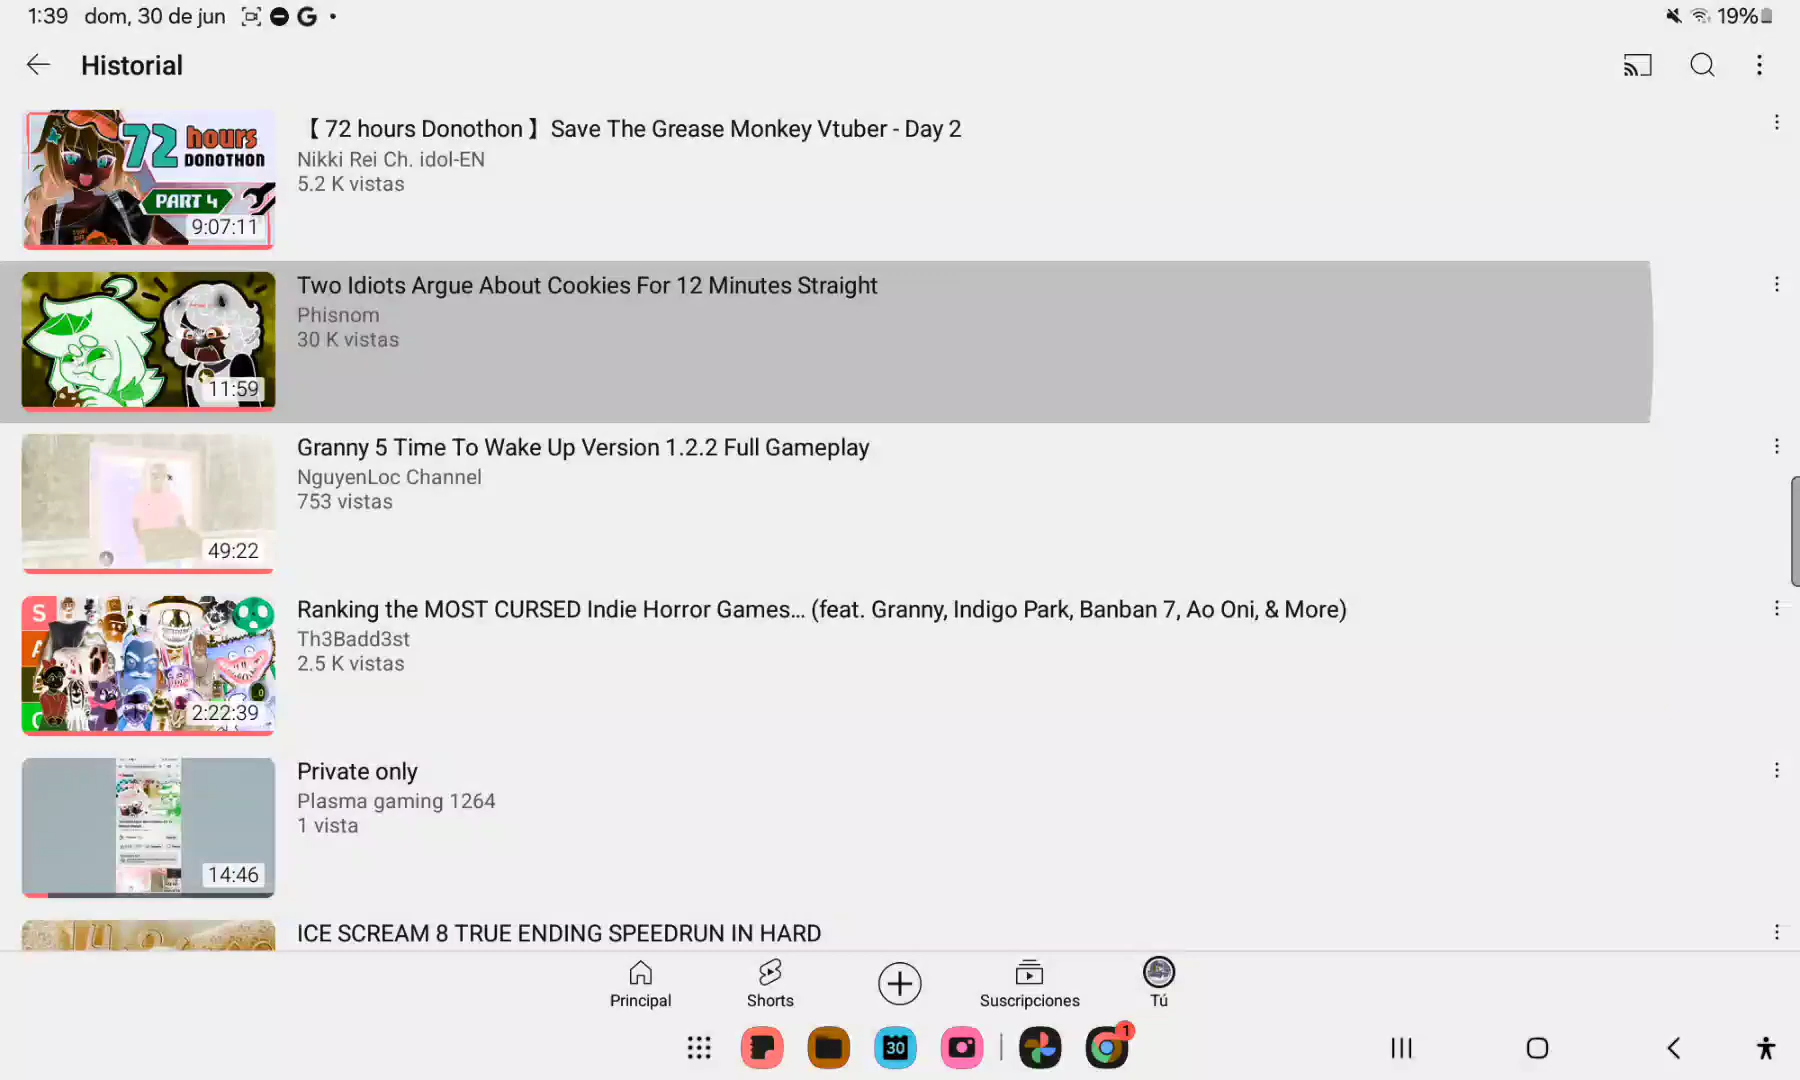 1:39 dom, 30 de jun G 19%
Historial
【 72 hours Donothon 】 Save The Grease Monkey Vtuber - Day 2
Nikki Rei Ch. idol-EN
5.2 K vistas
72 hours
DONOTHON
PART 4
9:07:11
Two Idiots Argue About Cookies For 12 Minutes Straight
Phisnom
30 K vistas
11:59
Granny 5 Time To Wake Up Version 1.2.2 Full Gameplay
NguyenLoc Channel
753 vistas
49:22
Ranking the MOST CURSED Indie Horror Games... (feat. Granny, Indigo Park, Banban 7, Ao Oni, & More)
Th3Badd3st
2.5 K vistas
S
A
2:22:39
Private only
Plasma gaming 1264
1 vista
14:46
ICE SCREAM 8 TRUE ENDING SPEEDRUN IN HARD
Principal
Shorts
Suscripciones
Tú
30
1